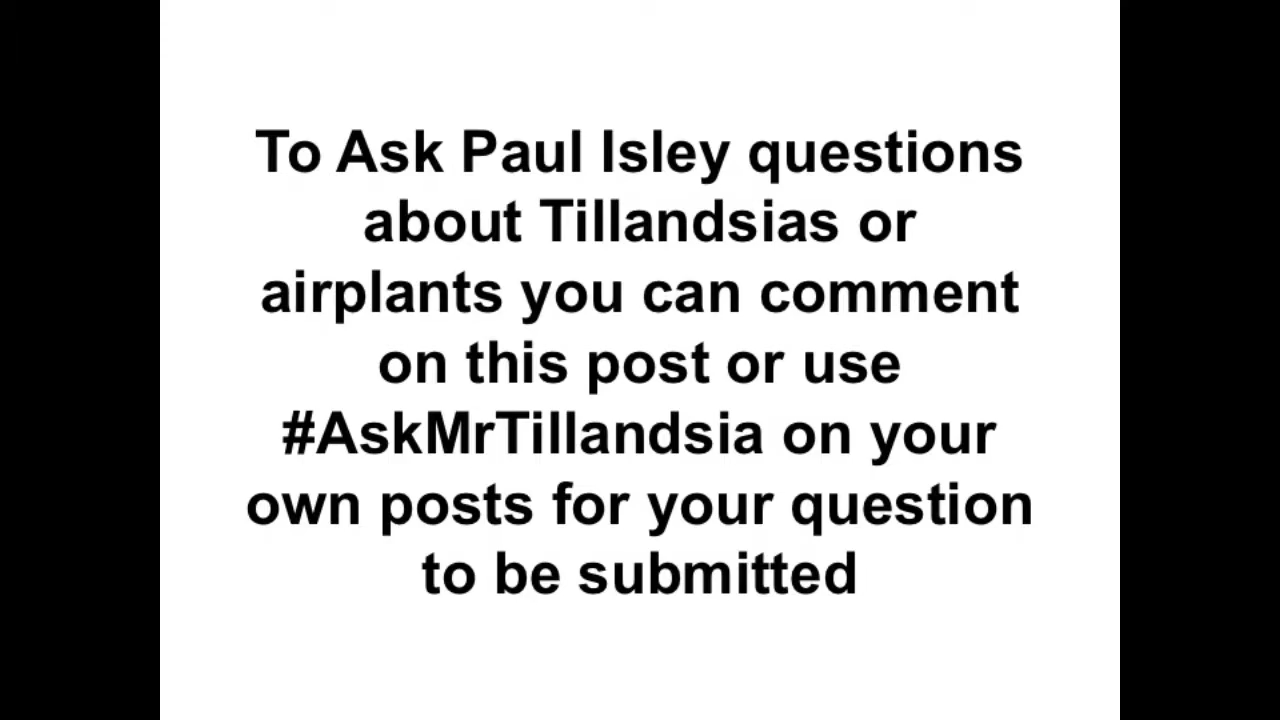 To Ask Paul Isley questions
about Tillandsias or
airplants you can comment
on this post or use
#AskMrTillandsia on your
own posts for your question
to be submitted